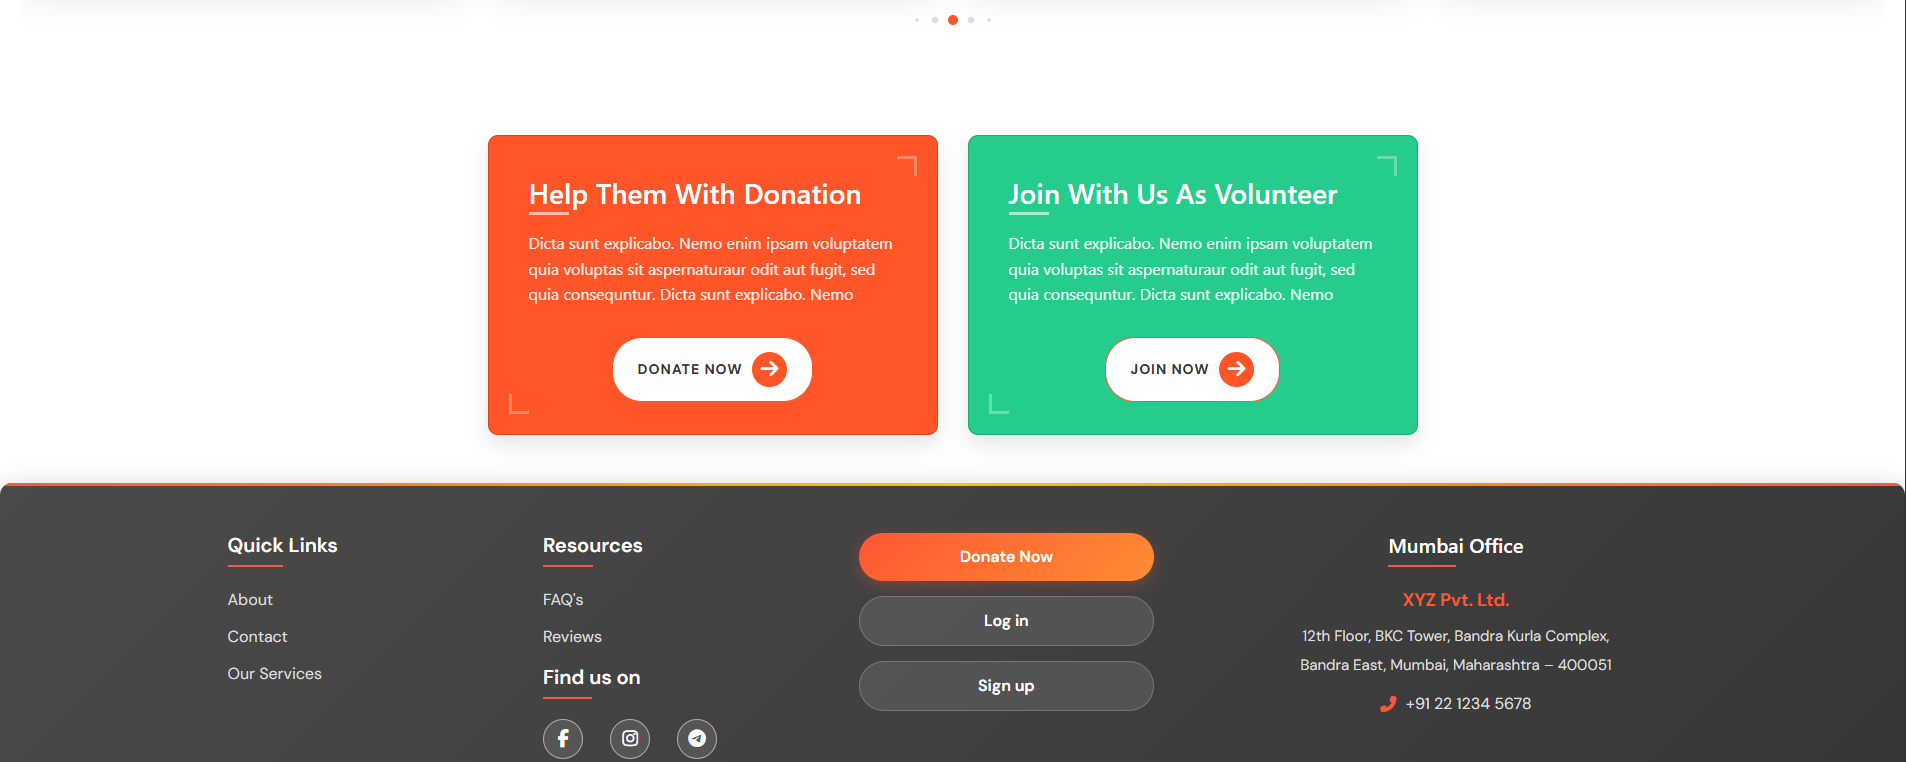 Help Them With Donation
Dicta sunt explicabo. Nemo enim ipsam voluptatem
quia voluptas sit aspernaturaur odit aut fugit, sed
quia consequntur. Dicta sunt explicabo. Nemo
DONATE NOW
Join With Us As Volunteer
Dicta sunt explicabo. Nemo enim ipsam voluptatem
quia voluptas sit aspernaturaur odit aut fugit, sed
quia consequntur. Dicta sunt explicabo. Nemo
JOIN NOW
Quick Links
About
Contact
Our Services
Resources
FAQ's
Reviews
Find us on
Donate Now
Log in
Sign up
Mumbai Office
XYZ Pvt. Ltd.
12th Floor, BKC Tower, Bandra Kurla Complex,
Bandra East, Mumbai, Maharashtra – 400051
+91 22 1234 5678